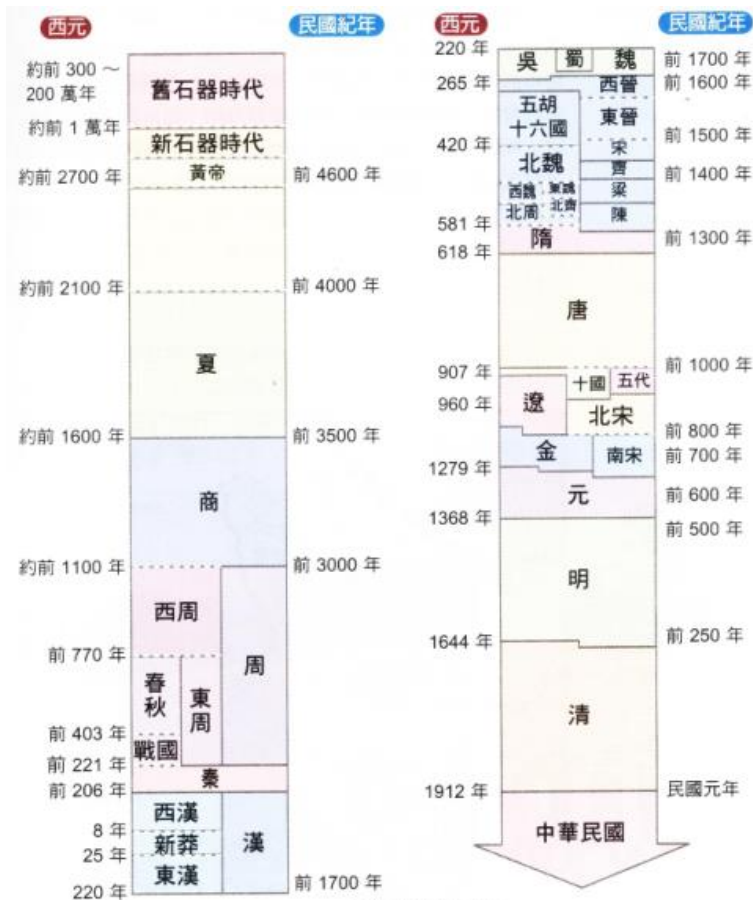 西元
民國紀年
約前 300 ～
200 萬年
舊石器時代
約前 1 萬年
新石器時代
約前 2700 年
黃帝
前 4600 年
約前 2100 年
前 4000 年
夏
約前 1600 年
前 3500 年
商
約前 1100 年
前 3000 年
西周
周
前 770 年
春秋
東周
前 403 年
戰國
前 221 年
秦
前 206 年
西漢
漢
8 年
新莽
25 年
東漢
220 年
前 1700 年
西元
民國紀年
220 年
吳
蜀
魏
前 1700 年
265 年
西晉
前 1600 年
五胡
十六國
東晉
前 1500 年
420 年
宋
北魏
齊
前 1400 年
西魏
東魏
梁
北周
北齊
陳
581 年
隋
前 1300 年
618 年
唐
907 年
前 1000 年
遼
十國
五代
960 年
北宋
前 800 年
金
南宋
前 700 年
1279 年
元
前 600 年
1368 年
前 500 年
明
1644 年
前 250 年
清
1912 年
民國元年
中華民國